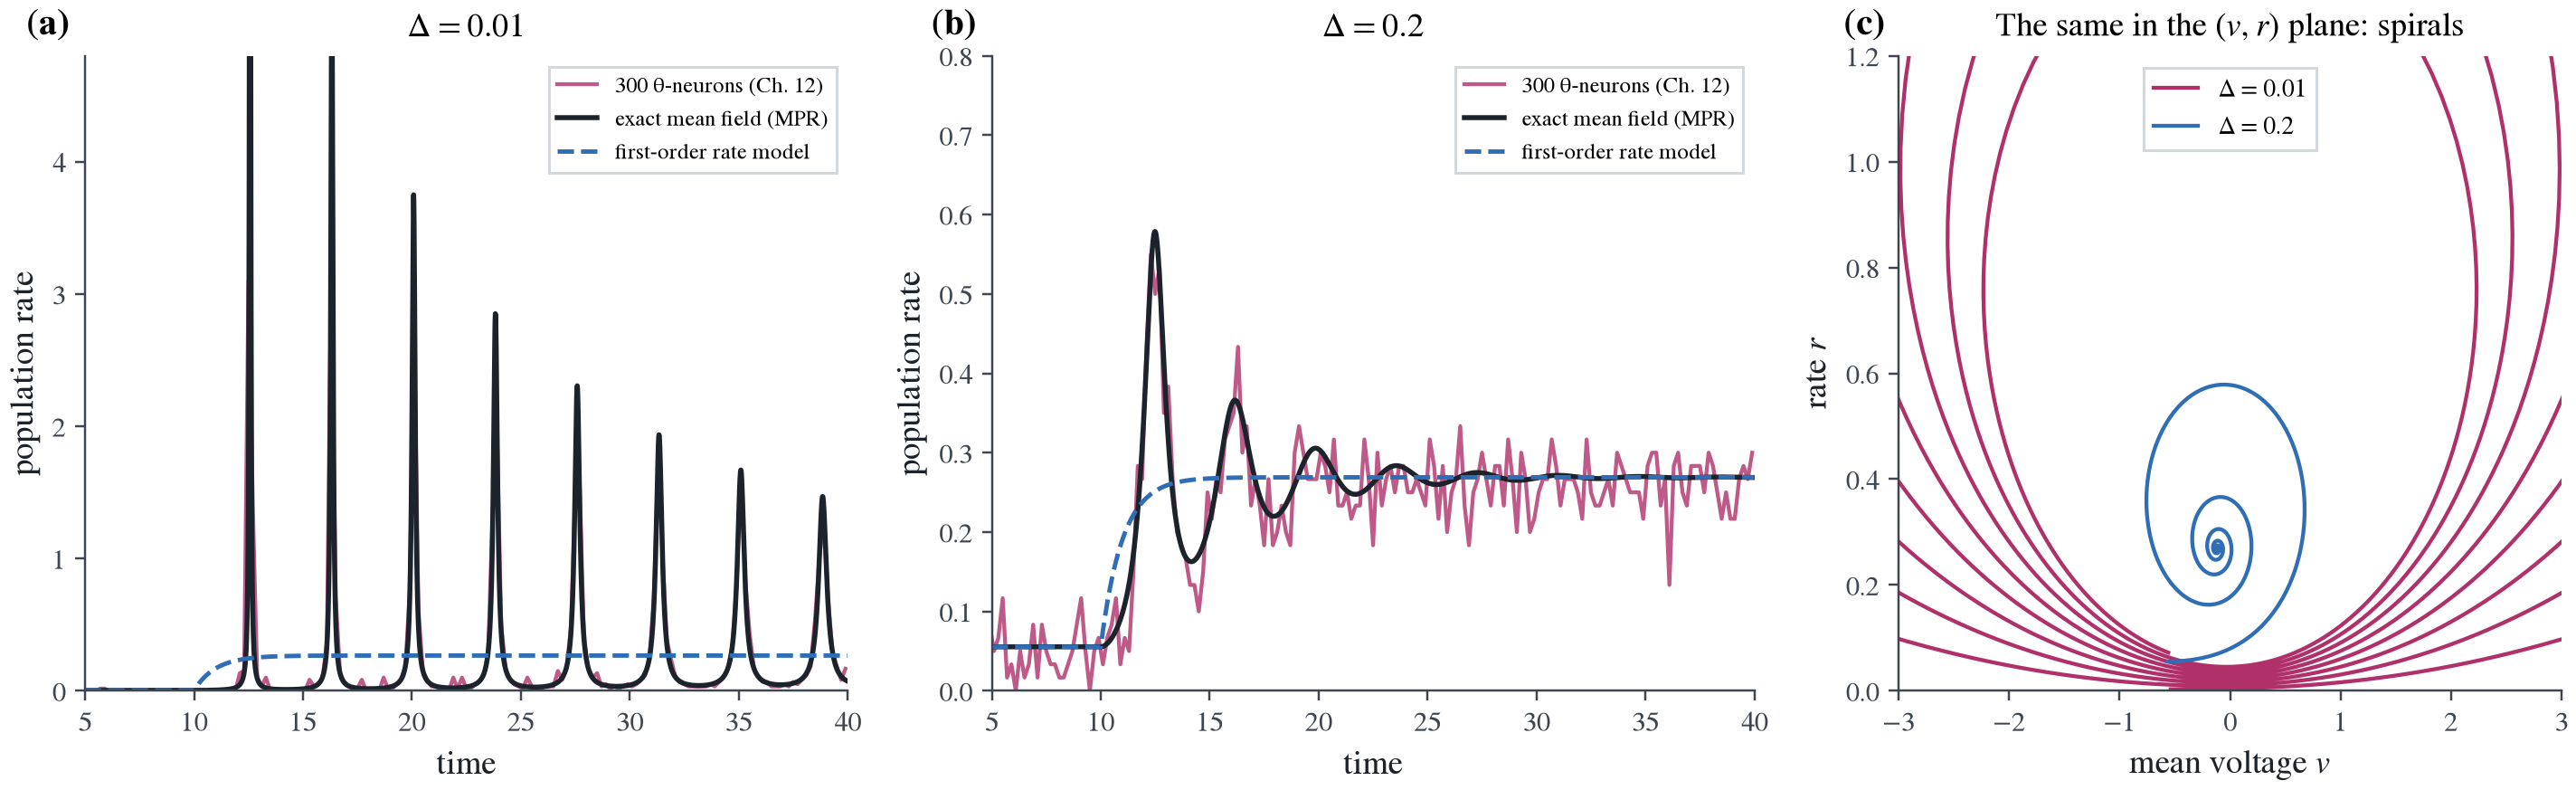 (a)
Δ = 0.01
300 θ-neurons (Ch. 12)
exact mean field (MPR)
first-order rate model
population rate
4
3
2
1
0
5 10 15 20 25 30 35 40
time
(b)
Δ = 0.2
300 θ-neurons (Ch. 12)
exact mean field (MPR)
first-order rate model
population rate
0.8
0.7
0.6
0.5
0.4
0.3
0.2
0.1
0.0
5 10 15 20 25 30 35 40
time
(c)
The same in the (v, r) plane: spirals
Δ = 0.01
Δ = 0.2
rate r
1.2
1.0
0.8
0.6
0.4
0.2
0.0
−3 −2 −1 0 1 2 3
mean voltage v